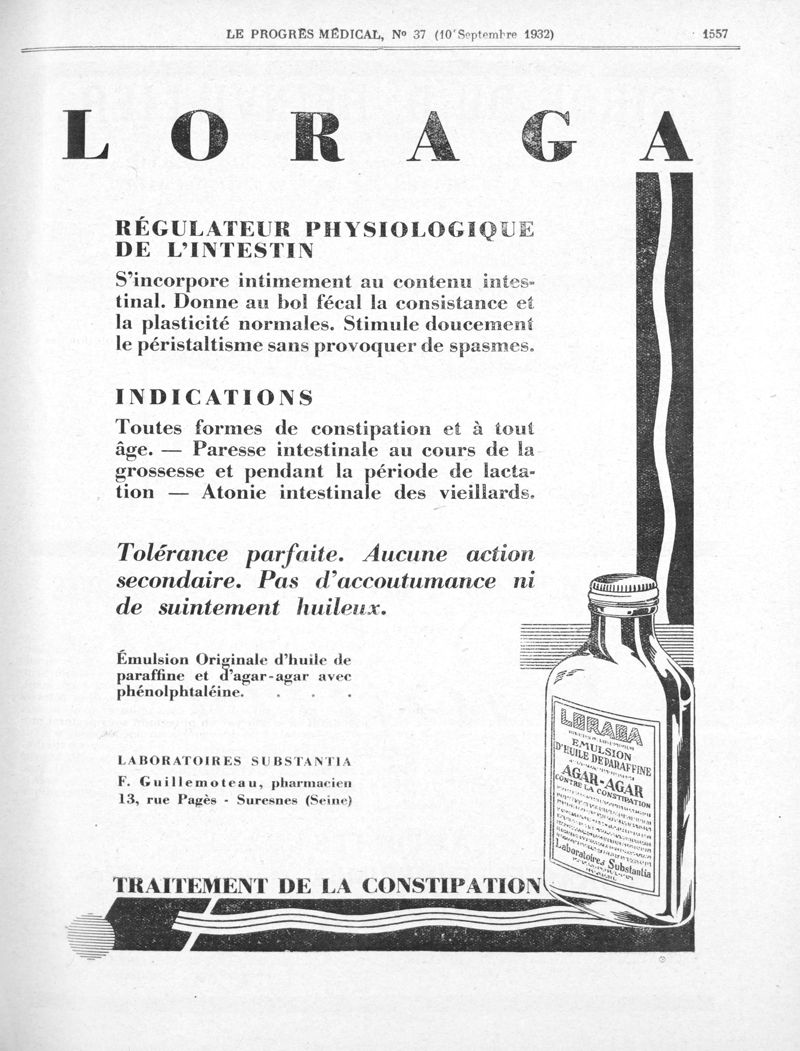 LE PROGRÈS MÉDICAL, No 37 (10 Septembre 1932)
1557
LORAGA
RÉGULATEUR PHYSIOLOGIQUE
DE L'INTESTIN
S'incorpore intimement au contenu intes-
tinal. Donne au bol fécal la consistance et
la plasticité normales. Stimule doucement
le péristaltisme sans provoquer de spasmes.
INDICATIONS
Toutes formes de constipation et à tout
âge. — Paresse intestinale au cours de la
grossesse et pendant la période de lacta-
tion — Atonie intestinale des vieillards.
Tolérance parfaite. Aucune action
secondaire. Pas d'accoutumance ni
de suintement huileux.
Émulsion Originale d'huile de
paraffine et d'agar-agar avec
phénolphtaléine. . . .
LABORATOIRES SUBSTANTIA
F. Guillemoteau, pharmacien
13, rue Pagès - Suresnes (Seine)
LORAGA
EMULSION
D'HUILE DE PARAFFINE
AGAR-AGAR
CONTRE LA CONSTIPATION
Laboratoires Substantia
TRAITEMENT DE LA CONSTIPATION